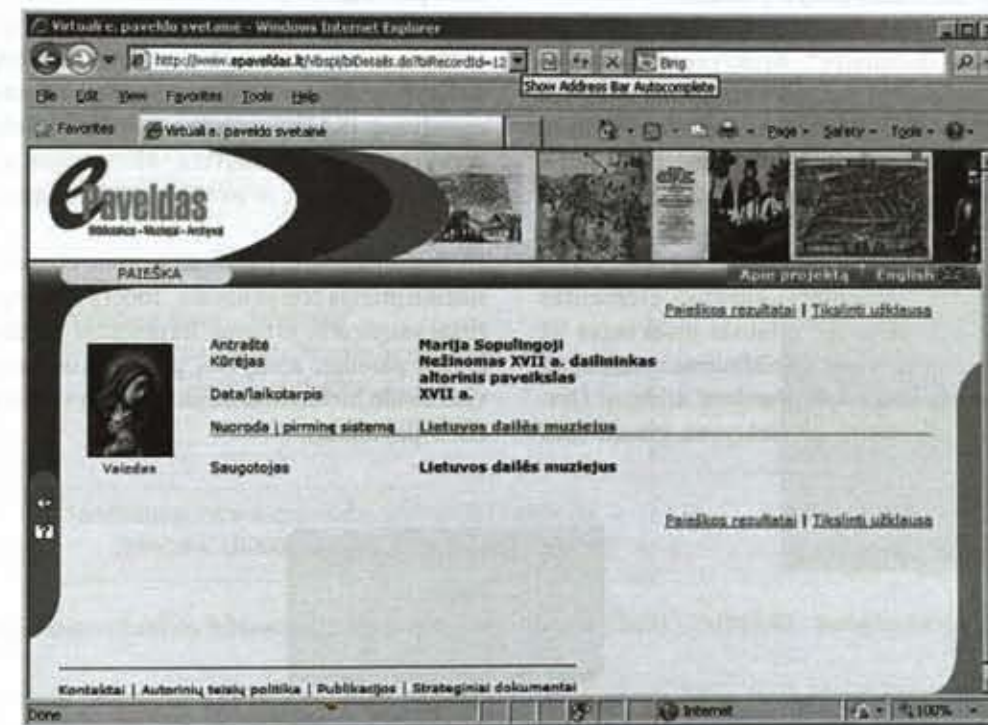 Virtuali e. paveldo svetainė - Windows Internet Explorer
http://www.epaveldas.lt/vbspi/biDetails.do?biRecordId=12
Bing
Show Address Bar Autocomplete
File Edit View Favorites Tools Help
Favorites Virtuali e. paveldo svetainė Page Safety Tools
ePaveldas
Bibliotekos - Muziejai - Archyvai
PAIEŠKA Apie projektą English
Paieškos rezultatai | Tikslinti užklausą
Antraštė Marija Sopulingoji
Kūrėjas Nežinomas XVII a. dailininkas
altorinis paveikslas
Data/laikotarpis XVII a.
Nuoroda į pirminę sistemą Lietuvos dailės muziejus
Vaizdas
Saugotojas Lietuvos dailės muziejus
Paieškos rezultatai | Tikslinti užklausą
Kontaktai | Autorinių teisių politika | Publikacijos | Strateginiai dokumentai
Done Internet 100%